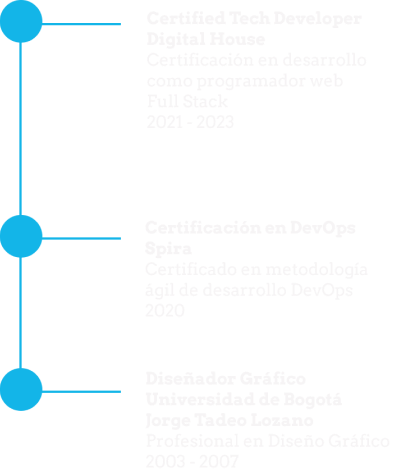 Certified Tech Developer
Digital House
Certificación en desarrollo
como programador web
Full Stack
2021 - 2023
Certificación en DevOps
Spira
Certificado en metodología
ágil de desarrollo DevOps
2020
Diseñador Gráfico
Universidad de Bogotá
Jorge Tadeo Lozano
Profesional en Diseño Gráfico
2003 - 2007